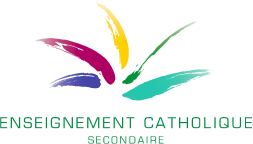 ENSEIGNEMENT CATHOLIQUE
SECONDAIRE